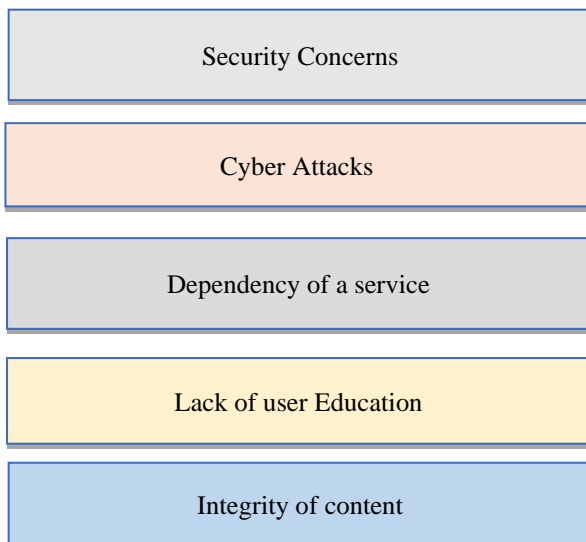 Security Concerns
Cyber Attacks
Dependency of a service
Lack of user Education
Integrity of content